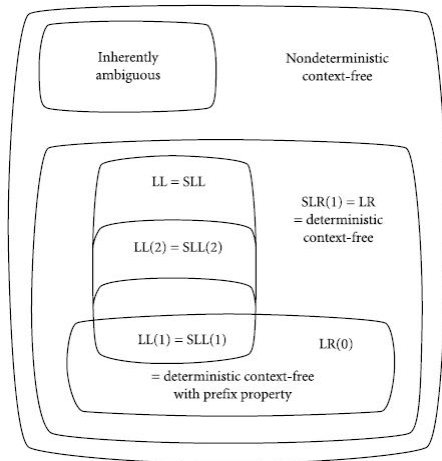 Inherently
ambiguous
Nondeterministic
context-free
LL = SLL
SLR(1) = LR
= deterministic
context-free
LL(2) = SLL(2)
LL(1) = SLL(1)
LR(0)
= deterministic context-free
with prefix property